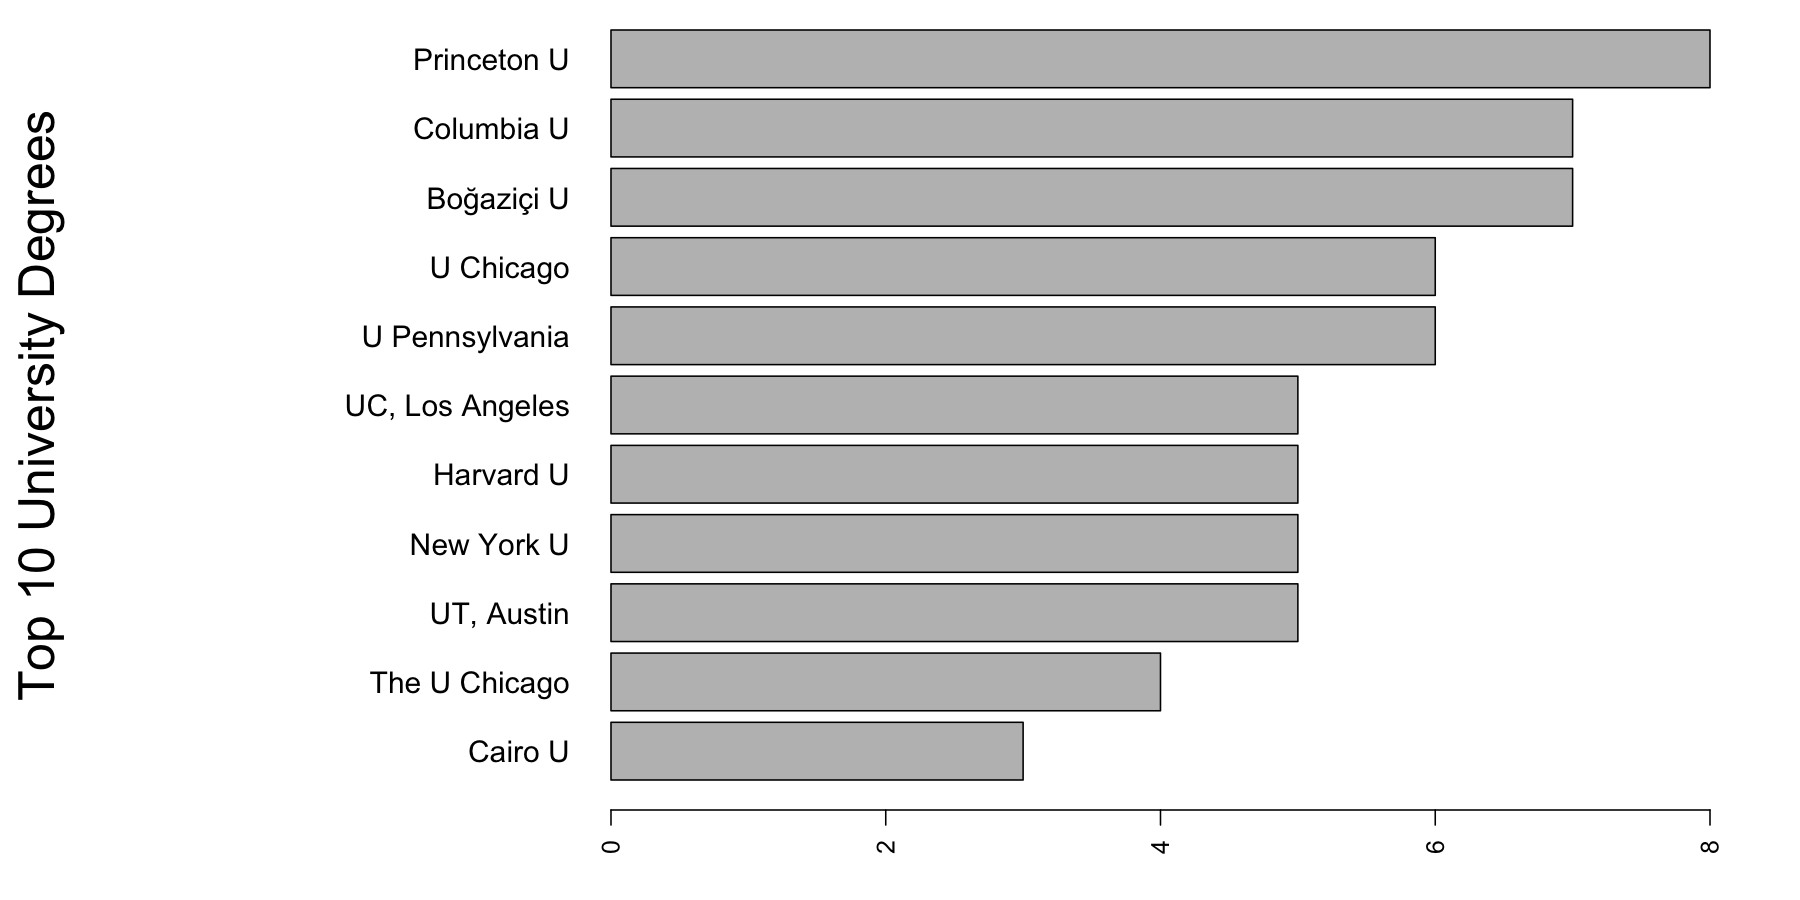 Top 10 University Degrees
Princeton U
Columbia U
Boğaziçi U
U Chicago
U Pennsylvania
UC, Los Angeles
Harvard U
New York U
UT, Austin
The U Chicago
Cairo U
0 2 4 6 8